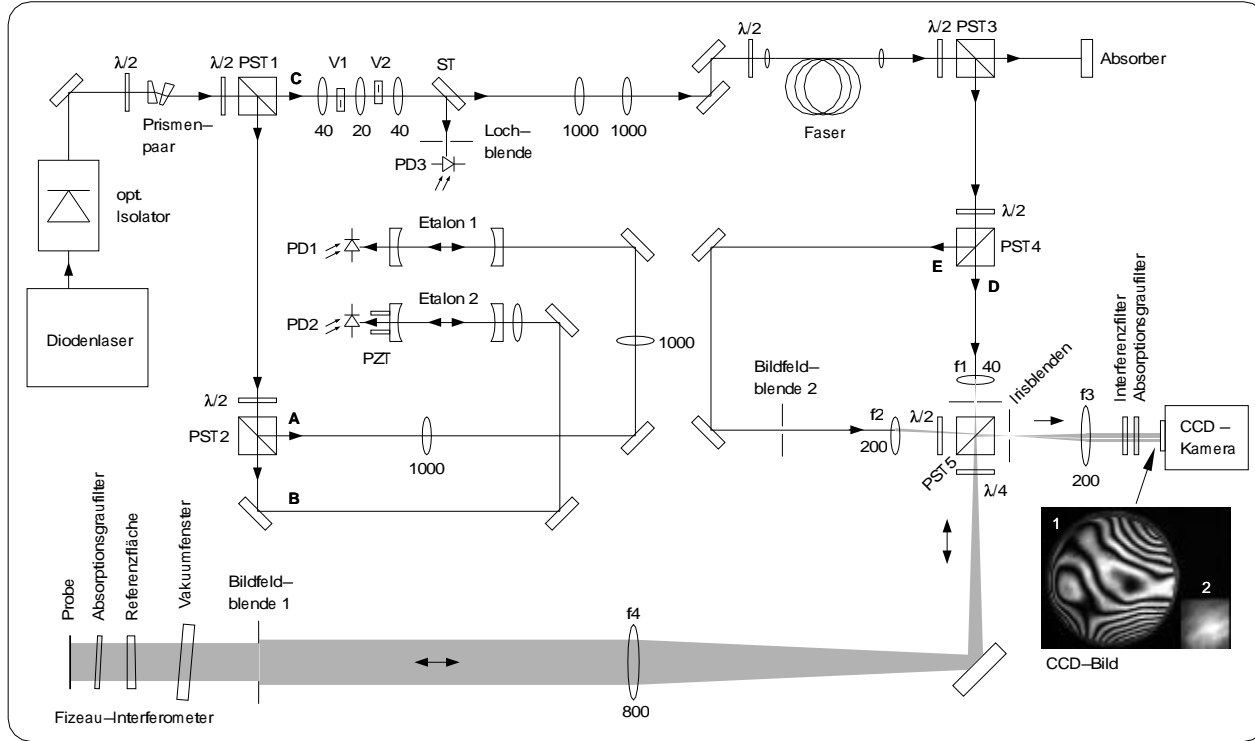 λ/2
λ/2
PST1
C
V1
V2
ST
Prismen–
paar
40
20
40
Loch–
blende
PD3
1000
1000
λ/2
Faser
λ/2
PST3
Absorber
opt.
Isolator
Diodenlaser
PD1
Etalon 1
PD2
Etalon 2
PZT
1000
λ/2
PST4
E
D
λ/2
PST2
A
1000
B
Bildfeld–
blende 2
f1
40
Irisblenden
f2
200
λ/2
PST5
λ/4
f3
200
Interferenzfilter
Absorptionsgraufilter
CCD –
Kamera
1
2
CCD–Bild
Probe
Absorptionsgraufilter
Referenzfläche
Vakuumfenster
Bildfeld–
blende 1
f4
800
Fizeau–Interferometer